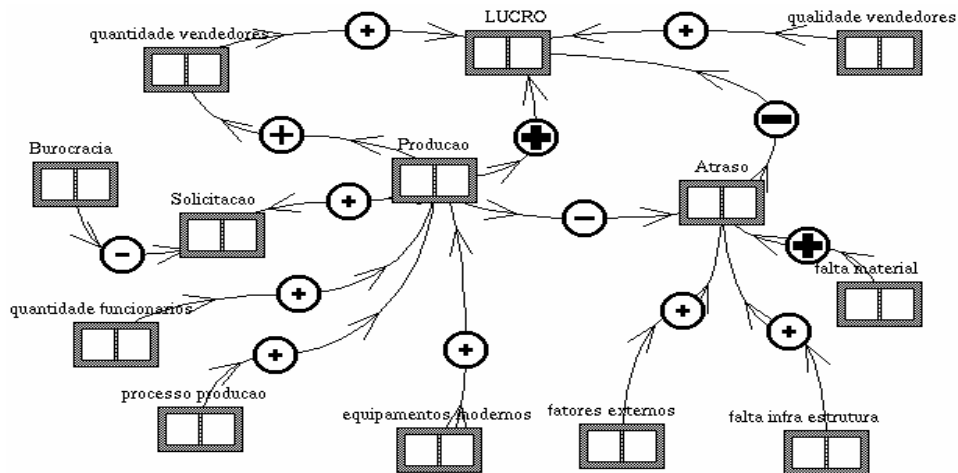 LUCRO
qualidade vendedores
quantidade vendedores
Burocracia
Producao
Atraso
Solicitacao
falta material
quantidade funcionarios
processo producao
equipamentos modernos
fatores externos
falta infra estrutura